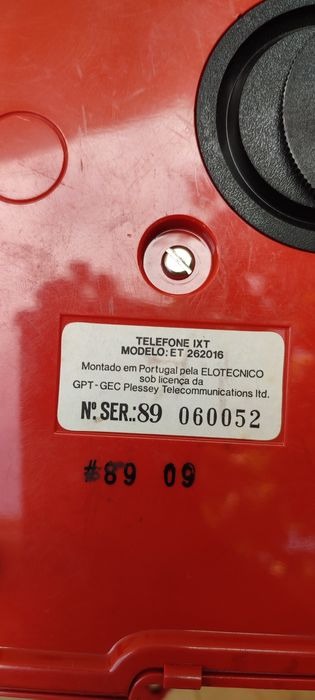 TELEFONE IXT
MODELO: ET 262016
Montado em Portugal pela ELOTECNICO
sob licença da
GPT-GEC Plessey Telecommunications ltd.
Nº SER.:89 060052
#89 09